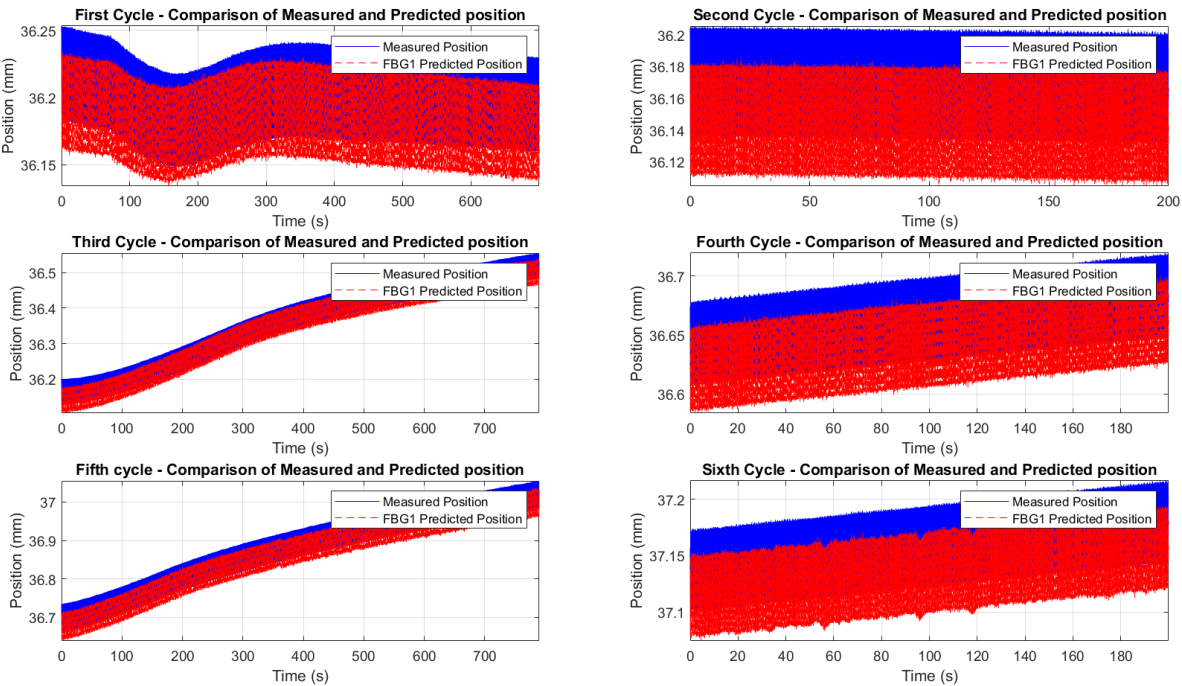 First Cycle - Comparison of Measured and Predicted position
Position (mm)
36.25
36.2
36.15
Measured Position
FBG1 Predicted Position
0 100 200 300 400 500 600
Time (s)
Second Cycle - Comparison of Measured and Predicted position
Position (mm)
36.2
36.18
36.16
36.14
36.12
Measured Position
FBG1 Predicted Position
0 50 100 150 200
Time (s)
Third Cycle - Comparison of Measured and Predicted position
Position (mm)
36.5
36.4
36.3
36.2
Measured Position
FBG1 Predicted Position
0 100 200 300 400 500 600 700
Time (s)
Fourth Cycle - Comparison of Measured and Predicted position
Position (mm)
36.7
36.65
36.6
Measured Position
FBG1 Predicted Position
0 20 40 60 80 100 120 140 160 180
Time (s)
Fifth cycle - Comparison of Measured and Predicted position
Position (mm)
37
36.9
36.8
36.7
Measured Position
FBG1 Predicted Position
0 100 200 300 400 500 600 700
Time (s)
Sixth Cycle - Comparison of Measured and Predicted position
Position (mm)
37.2
37.15
37.1
Measured Position
FBG1 Predicted Position
0 20 40 60 80 100 120 140 160 180
Time (s)